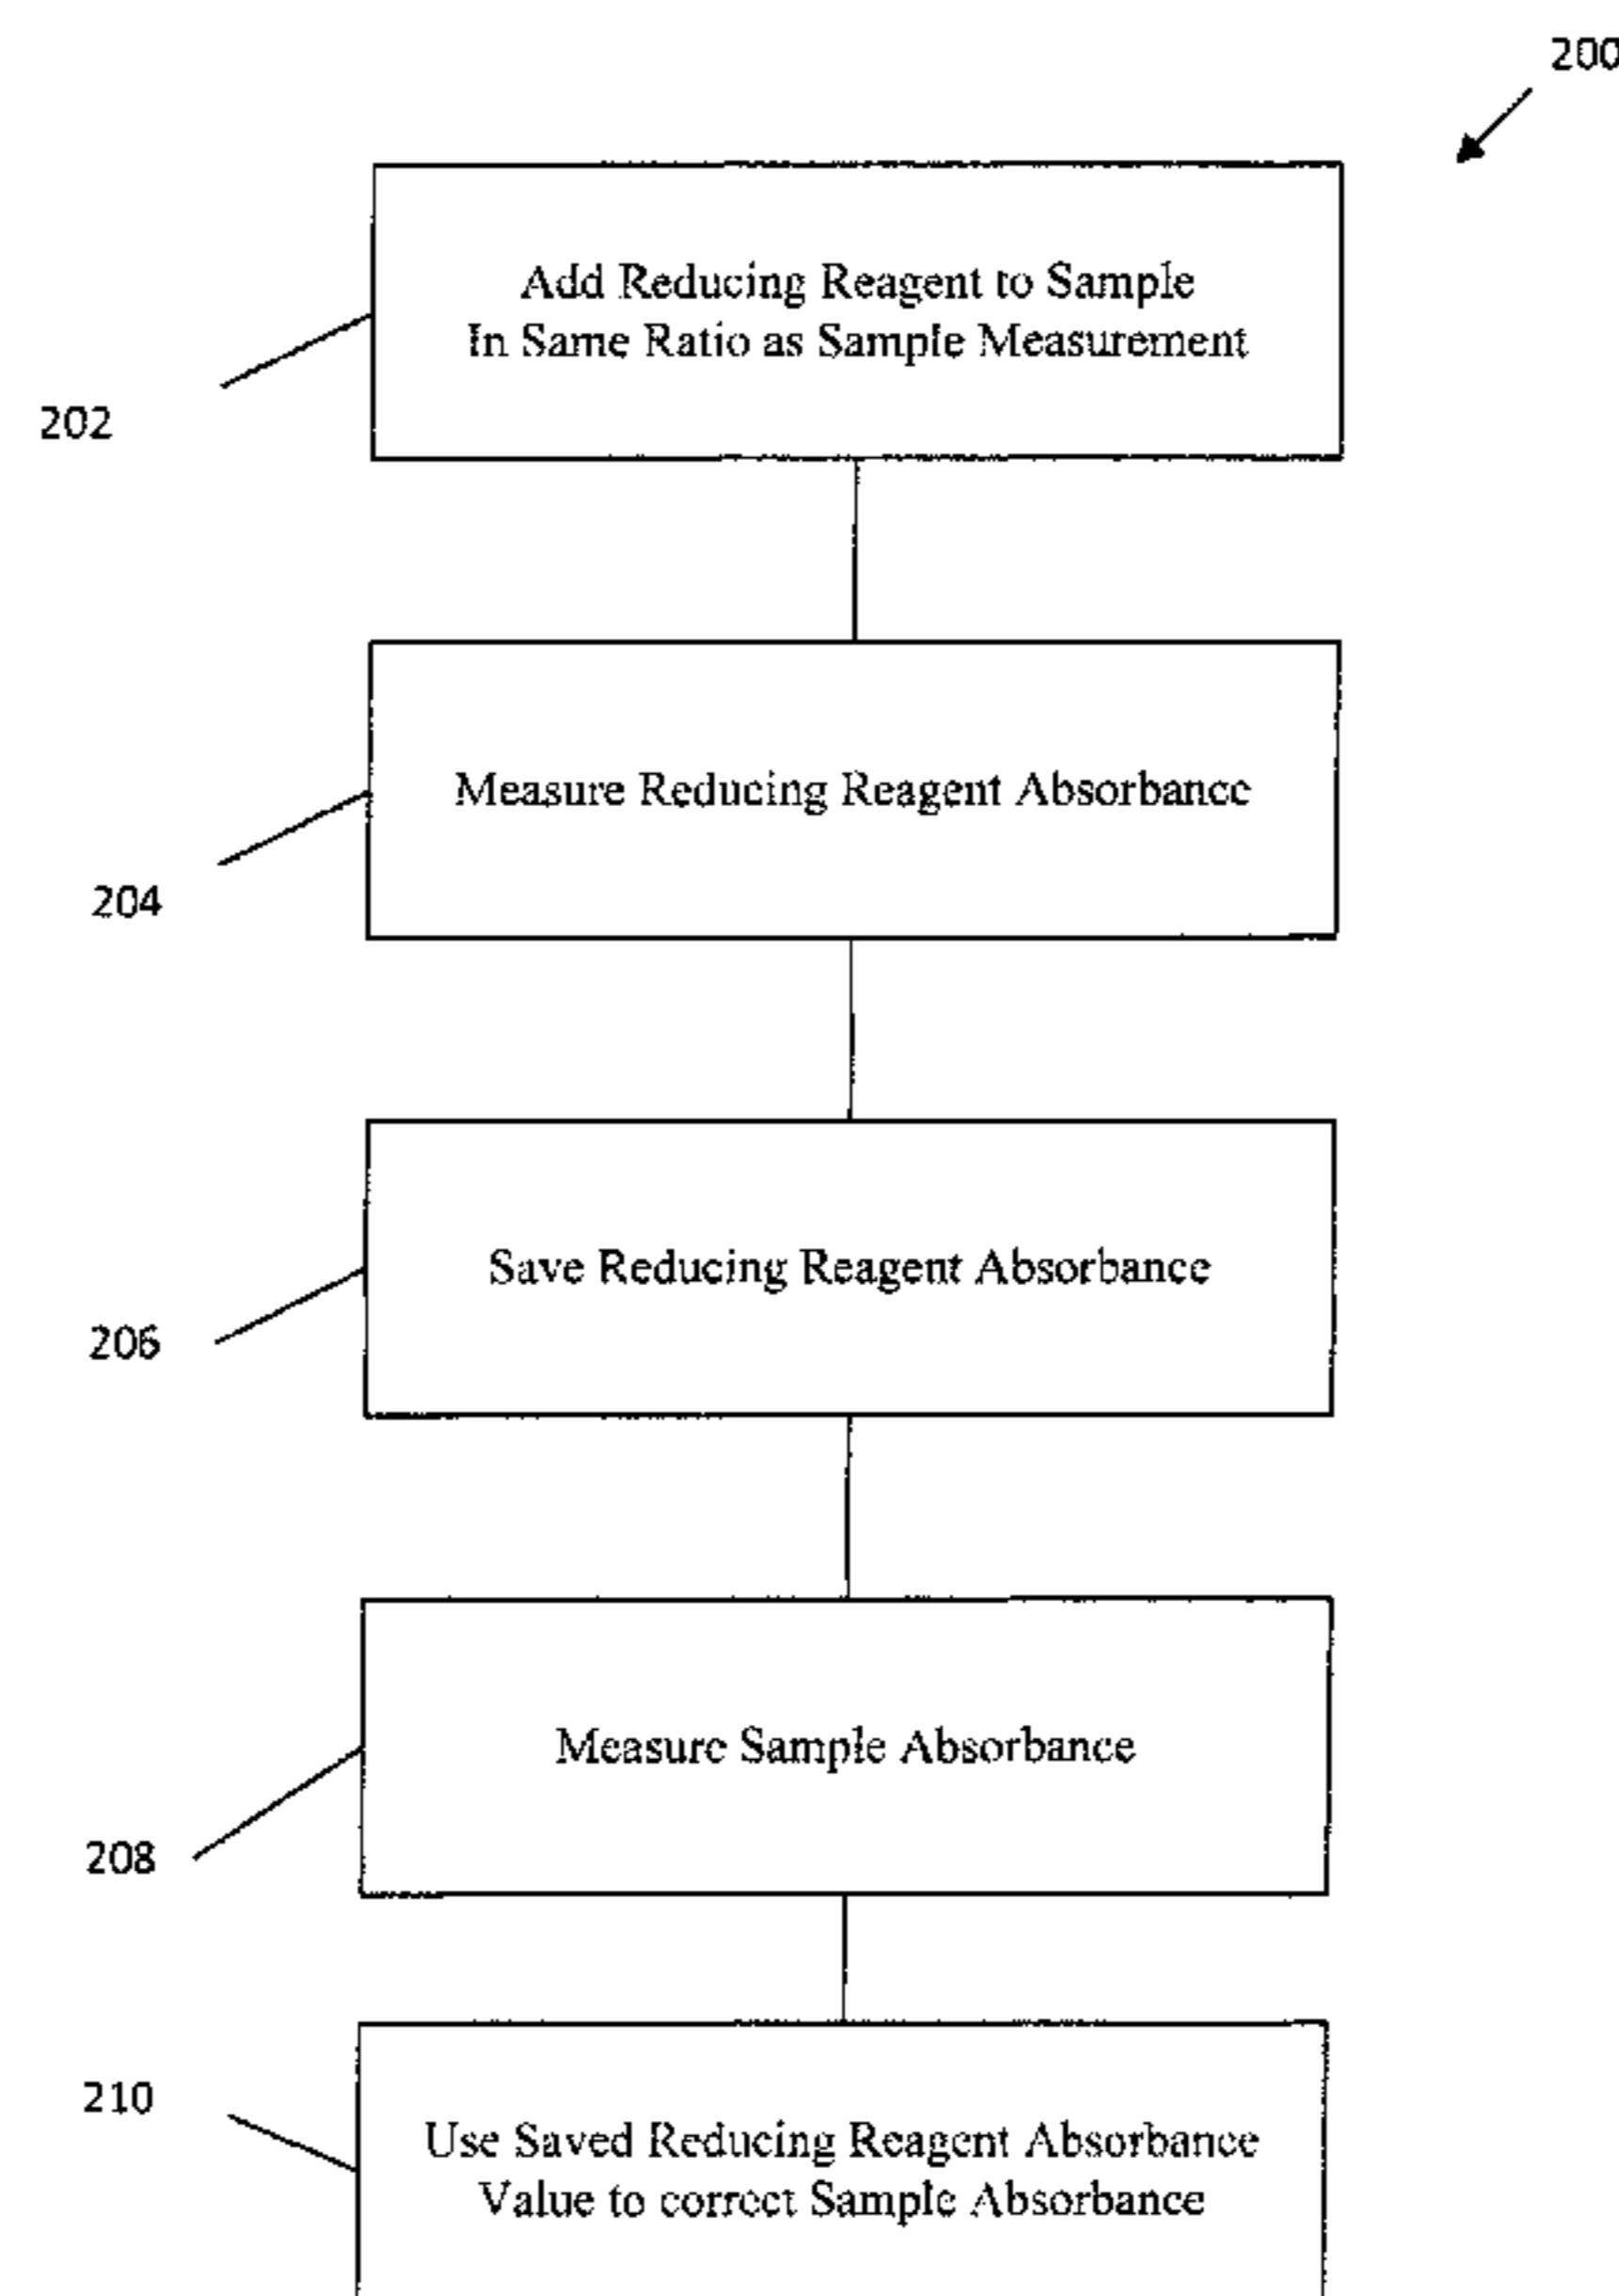 200
Add Reducing Reagent to Sample
In Same Ratio as Sample Measurement
202
Measure Reducing Reagent Absorbance
204
Save Reducing Reagent Absorbance
206
Measure Sample Absorbance
208
210
Use Saved Reducing Reagent Absorbance
Value to correct Sample Absorbance